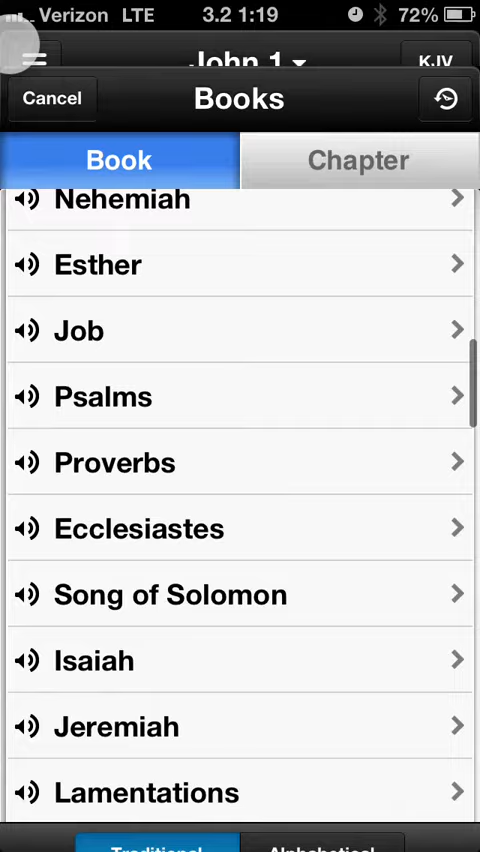 Verizon LTE 3.2 1:19 72%
John 1 KJV
Cancel Books
Book Chapter
Nehemiah
Esther
Job
Psalms
Proverbs
Ecclesiastes
Song of Solomon
Isaiah
Jeremiah
Lamentations
Traditional Alphabetical